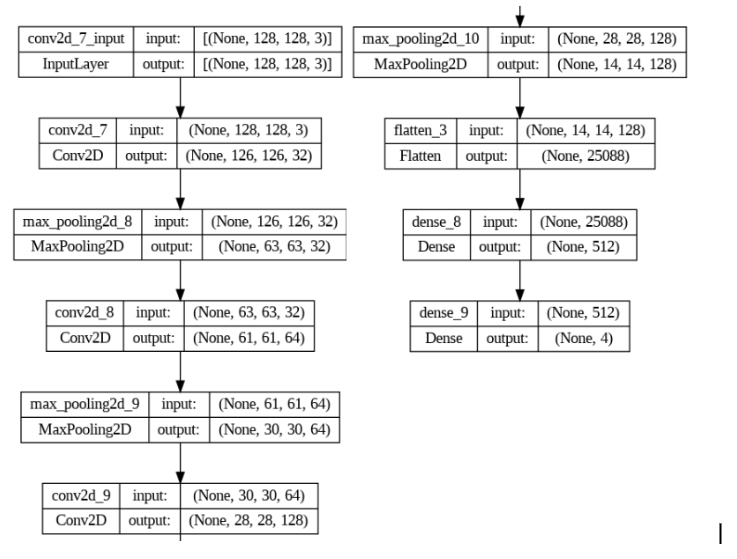 conv2d_7_input input: [(None, 128, 128, 3)]
InputLayer output: [(None, 128, 128, 3)]
conv2d_7 input: (None, 128, 128, 3)
Conv2D output: (None, 126, 126, 32)
max_pooling2d_8 input: (None, 126, 126, 32)
MaxPooling2D output: (None, 63, 63, 32)
conv2d_8 input: (None, 63, 63, 32)
Conv2D output: (None, 61, 61, 64)
max_pooling2d_9 input: (None, 61, 61, 64)
MaxPooling2D output: (None, 30, 30, 64)
conv2d_9 input: (None, 30, 30, 64)
Conv2D output: (None, 28, 28, 128)
max_pooling2d_10 input: (None, 28, 28, 128)
MaxPooling2D output: (None, 14, 14, 128)
flatten_3 input: (None, 14, 14, 128)
Flatten output: (None, 25088)
dense_8 input: (None, 25088)
Dense output: (None, 512)
dense_9 input: (None, 512)
Dense output: (None, 4)